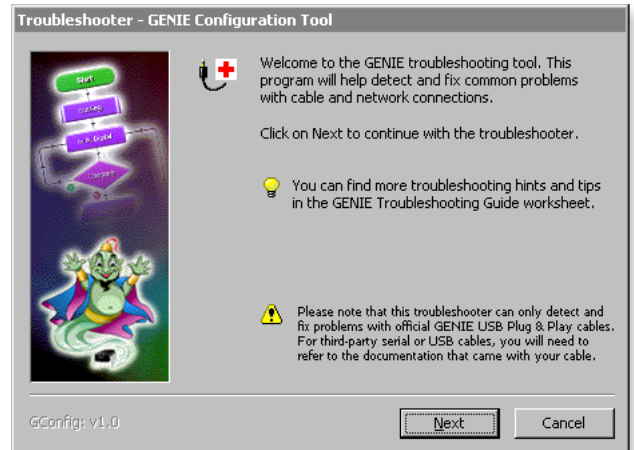 Troubleshooter - GENIE Configuration Tool
Start
Compare
Welcome to the GENIE troubleshooting tool. This
program will help detect and fix common problems
with cable and network connections.
Click on Next to continue with the troubleshooter.
You can find more troubleshooting hints and tips
in the GENIE Troubleshooting Guide worksheet.
Please note that this troubleshooter can only detect and
fix problems with official GENIE USB Plug & Play cables.
For third-party serial or USB cables, you will need to
refer to the documentation that came with your cable.
GConfig: v1.0
Next
Cancel